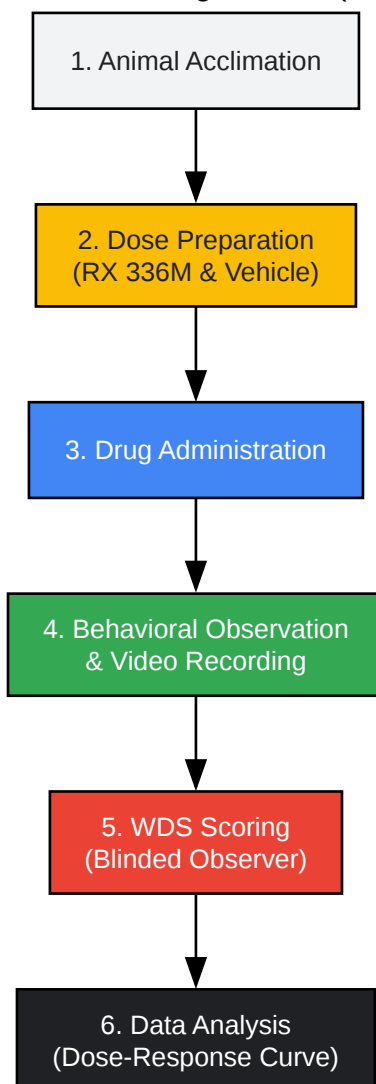 1. Animal Acclimation
2. Dose Preparation
(RX 336M & Vehicle)
3. Drug Administration
4. Behavioral Observation
& Video Recording
5. WDS Scoring
(Blinded Observer)
6. Data Analysis
(Dose-Response Curve)